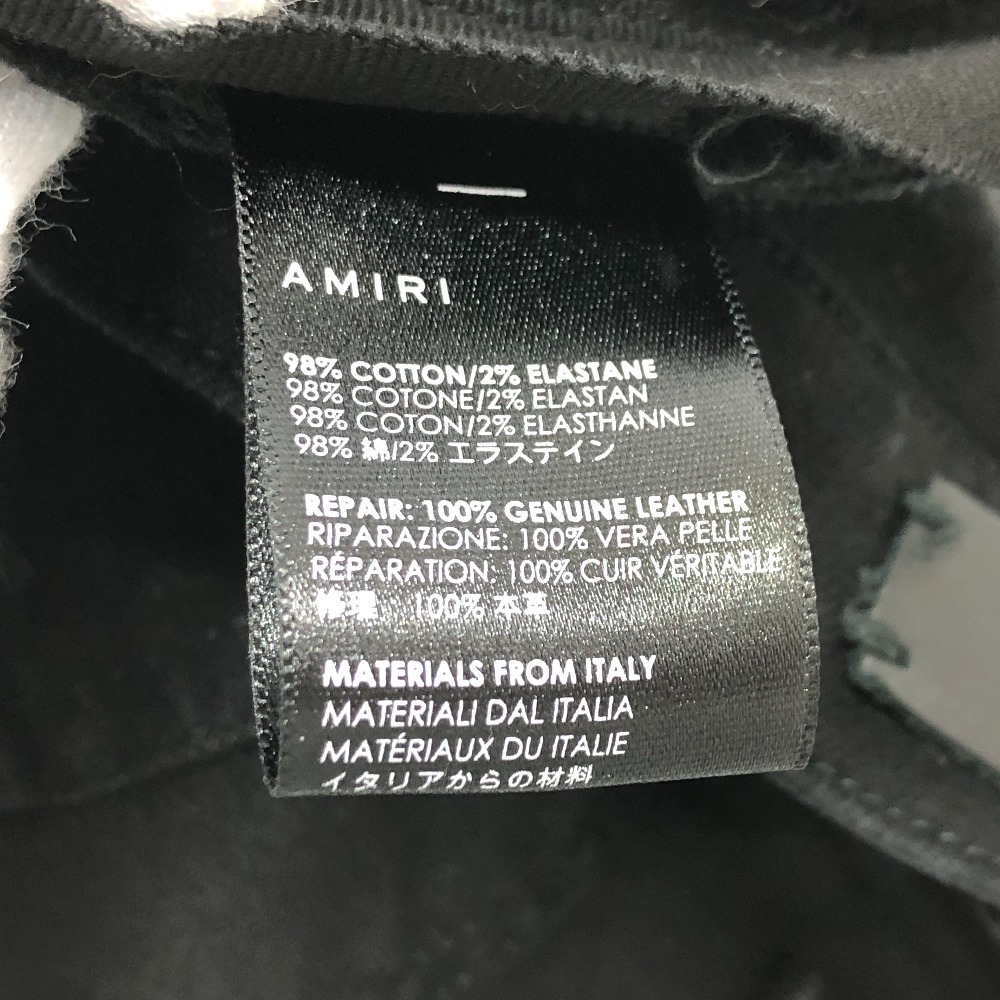 AMIRI
98% COTTON/2% ELASTANE
98% COTONE/2% ELASTAN
98% COTON/2% ELASTHANNE
98% 綿/2% エラステイン
REPAIR: 100% GENUINE LEATHER
RIPARAZIONE: 100% VERA PELLE
RÉPARATION: 100% CUIR VÉRITABLE
修理 100% 本革
MATERIALS FROM ITALY
MATERIALI DAL ITALIA
MATÉRIAUX DU ITALIE
イタリアからの材料